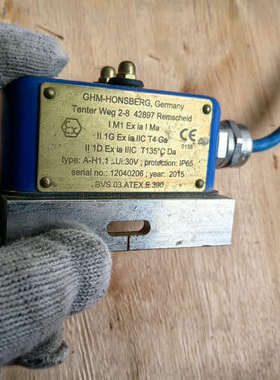 GHM-HONSBERG, Germany
Tenter Weg 2-8 42897 Remscheid
I M1 Ex ia I Ma
II 1G Ex ia IIC T4 Ga
II 1D Ex ia IIIC T135°C Da
type: A-H1.1 ; Ui:30V ; protection: IP65
serial no.: 12040206 ; year: 2015
BVS 03 ATEX E 390
εx
CE
0158